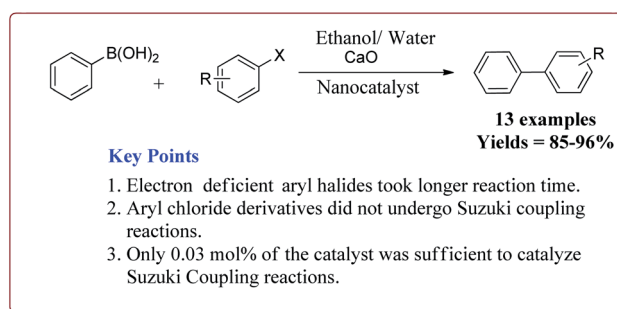 B(OH)2
+
R
X
Ethanol/ Water
CaO
Nanocatalyst
R
13 examples
Yields = 85-96%
Key Points
1. Electron deficient aryl halides took longer reaction time.
2. Aryl chloride derivatives did not undergo Suzuki coupling
reactions.
3. Only 0.03 mol% of the catalyst was sufficient to catalyze
Suzuki Coupling reactions.